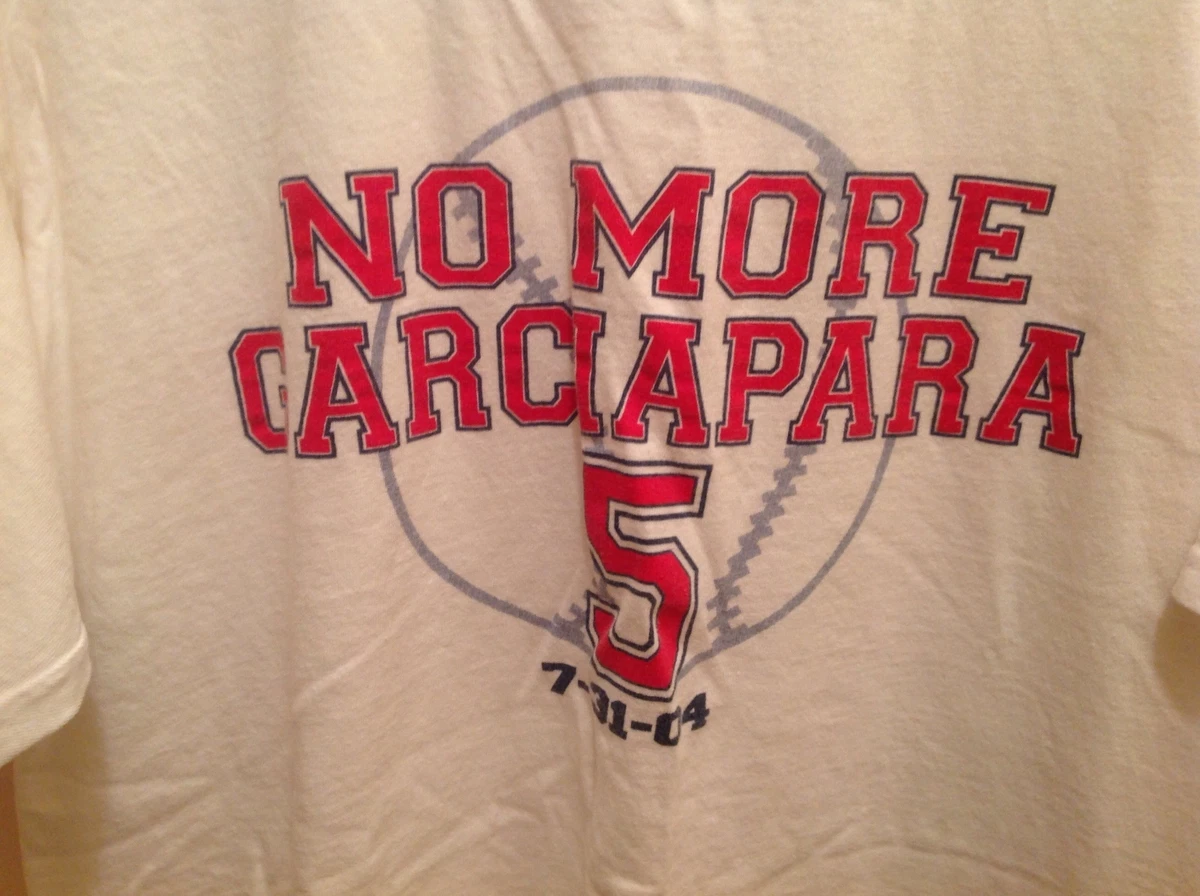 NO MORE
GARCIAPARA
5
7-31-04